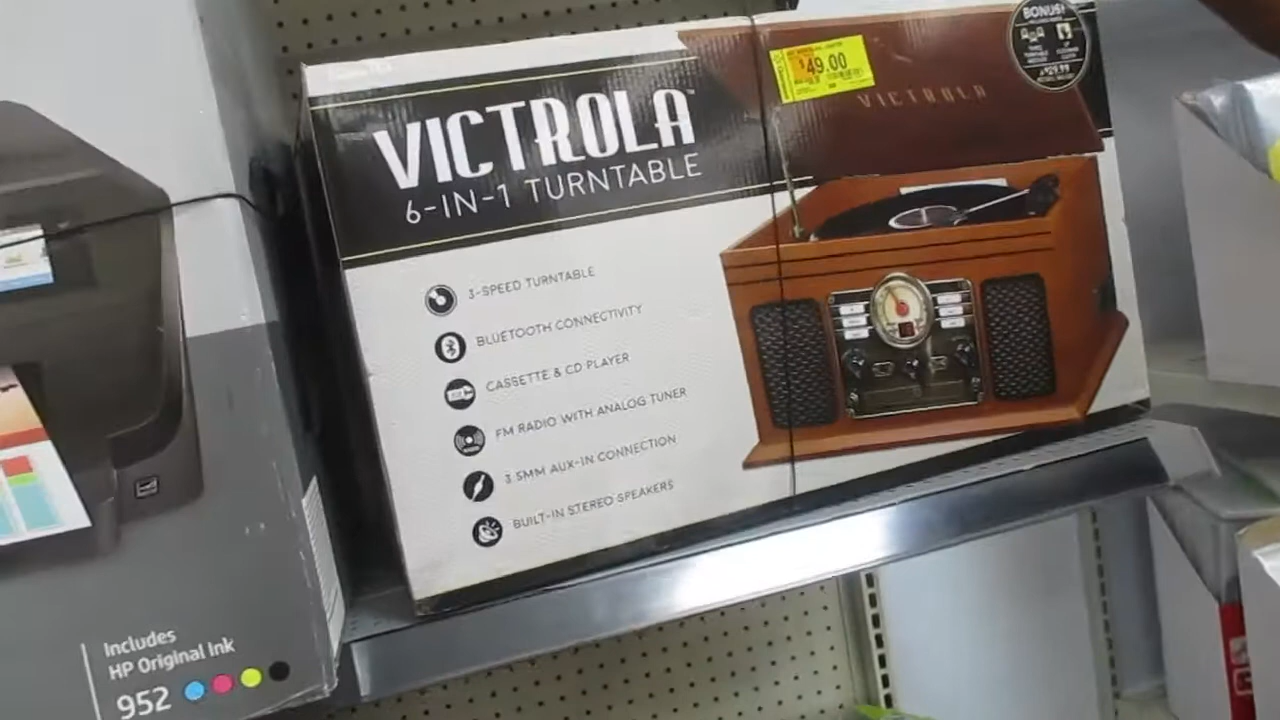 VICTROLA
6-IN-1 TURNTABLE
3-SPEED TURNTABLE
BLUETOOTH CONNECTIVITY
CASSETTE & CD PLAYER
FM RADIO WITH ANALOG TUNER
3.5MM AUX-IN CONNECTION
BUILT-IN STEREO SPEAKERS
$49.00
VICTROLA
BONUS!
Includes
HP Original Ink
952